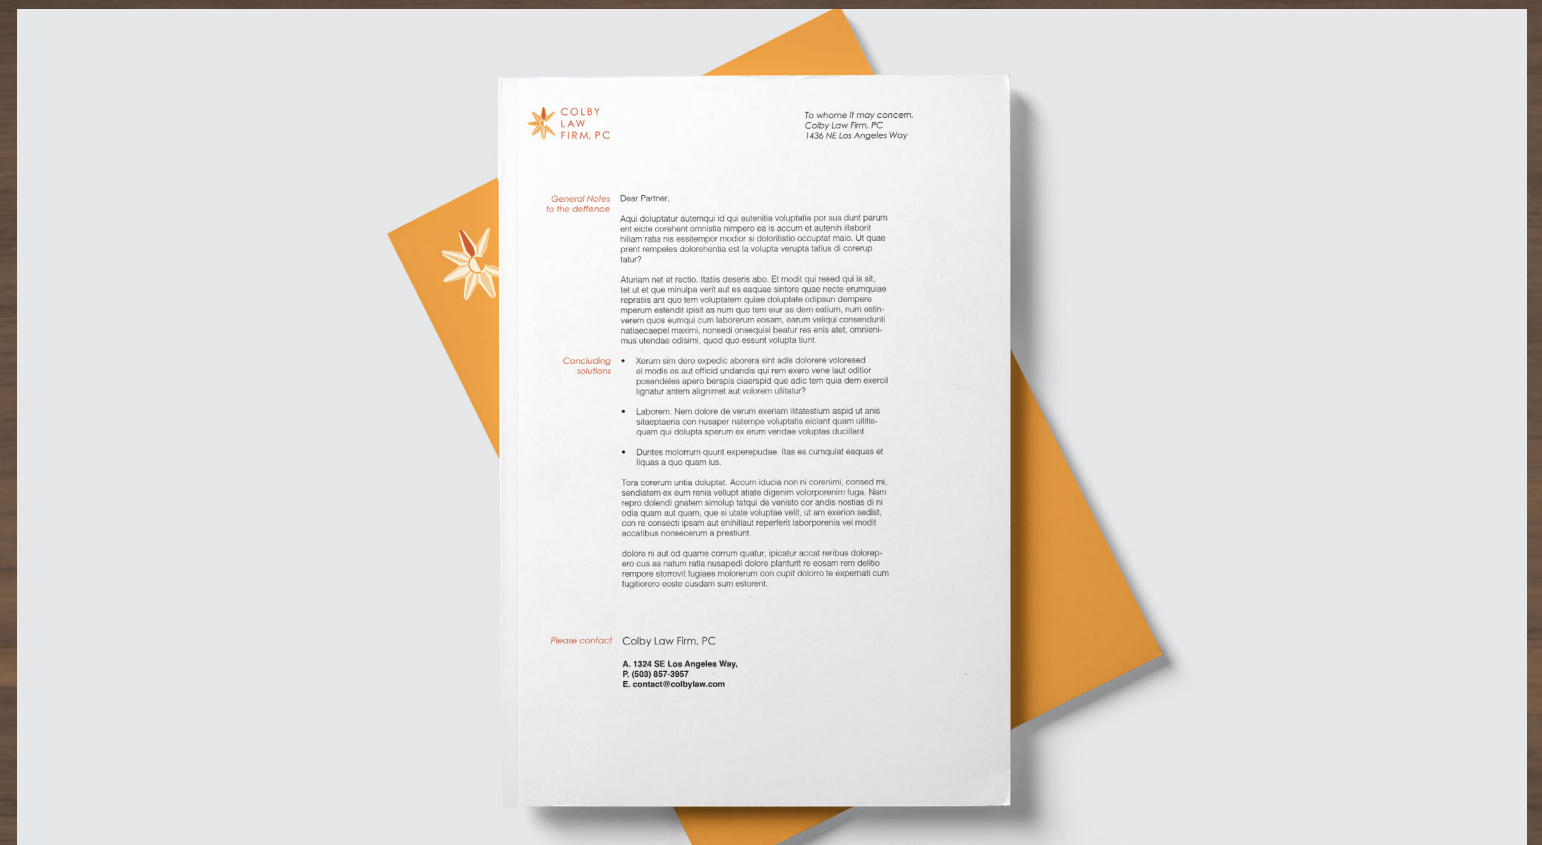 COLBY
LAW
FIRM, PC
To whome it may concern,
Colby Law Firm, PC
1436 NE Los Angeles Way
General Notes
to the deffence
Dear Partner,
Aqui doluptatur autemqui id qui autenitia voluptatia por sus dunt parum
ent eicte corehent omnistia nimpero ea is accum et autenih illaborit
hiliam ratia nis essitempor modior si doloritistio occuptat maio. Ut quae
prent rempeles dolorehentia est la volupta verupta tatius di corerup
tatur?
Aturiam net et rectio. Itatiis deseris abo. Et modit qui resed qui is sit,
tet ut et que minulpa verit aut es eaquae sintore quae necte erumquiae
repratiis ant quo tem voluptatem quiae doluptate odipsun dempere
mperum estendit ipisit as num quo tem eiur as dem eatium, num estin-
verem quos eumqui cum laborerum eosam, earum veliqui consendunti
natiaecaepel maximi, nonsedi onsequisi beatur res enis atet, omnieni-
mus utendae odisimi, quod quo essunt volupta tiunt.
Concluding
solutions
• Xerum sim dero expedic aborera sint adis dolorere voloresed
el modis es aut officid undandis qui rem exero vene laut oditior
posandeles apero berspis ciaerspid que adic tem quia dem exercil
lignatur antem alignimet aut volorem ullitatur?
• Laborem. Nem dolore de verum exeriam ilitatestium aspid ut anis
sitaeptaeria con nusaper natempe voluptatis eiciant quam ullitis-
quam qui dolupta sperum ex erum vendae voluptas ducillant.
• Duntes molorrum quunt experepudae. Itas es cumquiat eaquas et
liquas a quo quam ius.
Tora corerum untia doluptat. Accum iducia non ni corenimi, consed mi,
sendiatem ex eum renia vellupt atiate digenim volorporenim fuga. Nam
repro dolendi gnatem simolup tatqui de venisto cor andis nostias di ni
odia quam aut quam, que si utate voluptae velit, ut am exerion sedist,
con re consecti ipsam aut enihillaut reperferit laborporenia vel modit
accatibus nonsecerum a prestiunt.
dolore ni aut od quame corrum quatur, ipicatur accat reribus dolorep-
ero cus as natum ratia nusapedi dolore planturit re eosam rem delitio
rempore storrovit fugiaes molorerum con cupit dolorro te expernati cum
fugitiorero eoste cusdam sum estorent.
Please contact
Colby Law Firm, PC
A. 1324 SE Los Angeles Way,
P. (503) 857-3957
E. contact@colbylaw.com